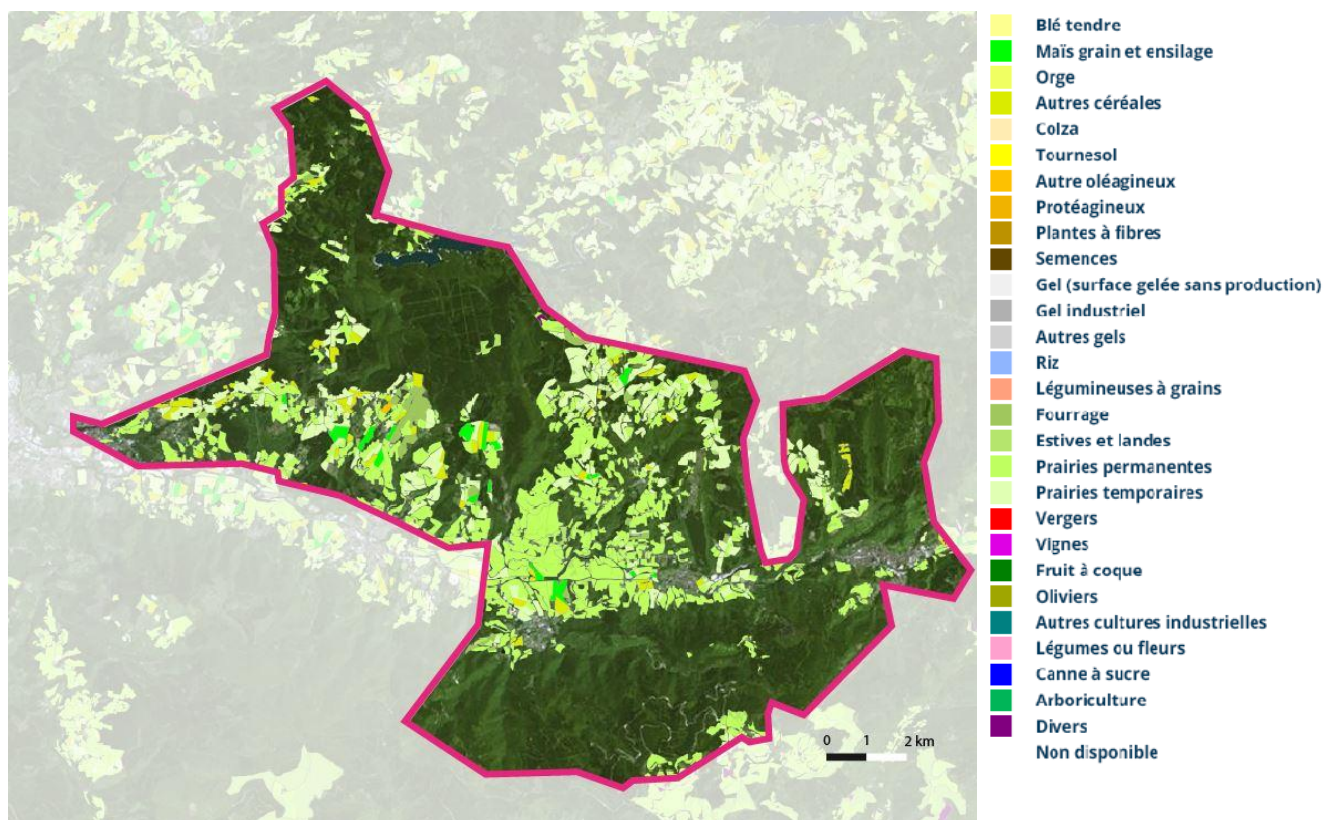 Blé tendre
Maïs grain et ensilage
Orge
Autres céréales
Colza
Tournesol
Autre oléagineux
Protéagineux
Plantes à fibres
Semences
Gel (surface gelée sans production)
Gel industriel
Autres gels
Riz
Légumineuses à grains
Fourrage
Estives et landes
Prairies permanentes
Prairies temporaires
Vergers
Vignes
Fruit à coque
Oliviers
Autres cultures industrielles
Légumes ou fleurs
Canne à sucre
Arboriculture
Divers
Non disponible
0 1 2 km